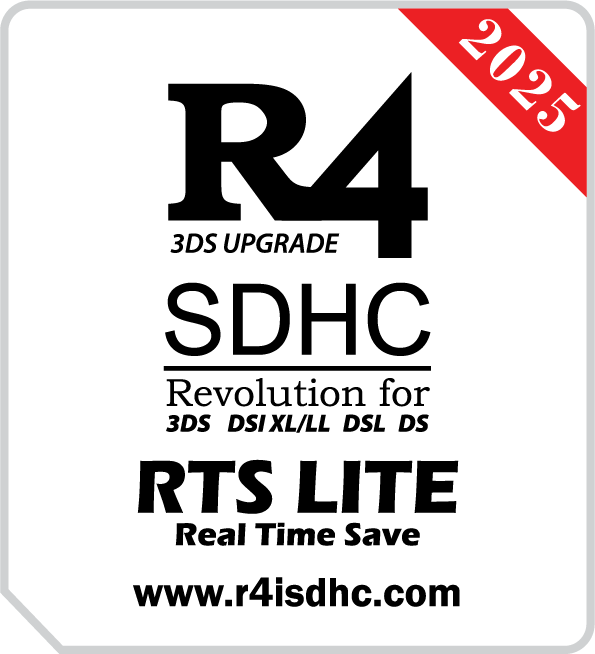 2025
R4
3DS UPGRADE
SDHC
Revolution for
3DS DSI XL/LL DSL DS
RTS LITE
Real Time Save
www.r4isdhc.com